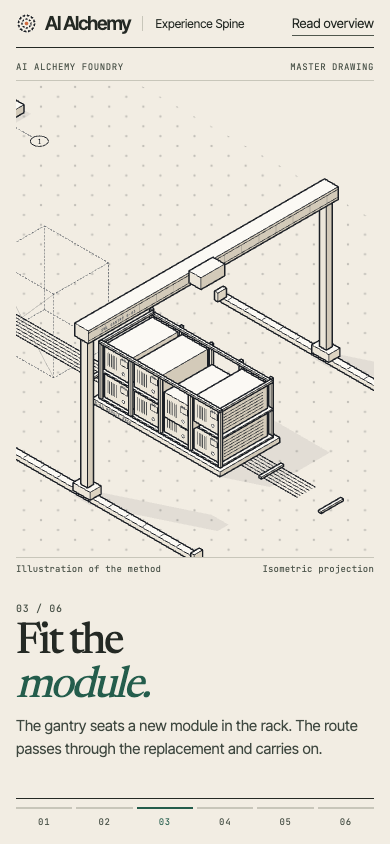 AI Alchemy
Experience Spine
Read overview
AI ALCHEMY FOUNDRY
MASTER DRAWING
1
Illustration of the method
Isometric projection
03 / 06
Fit the
module.
The gantry seats a new module in the rack. The route
passes through the replacement and carries on.
01
02
03
04
05
06